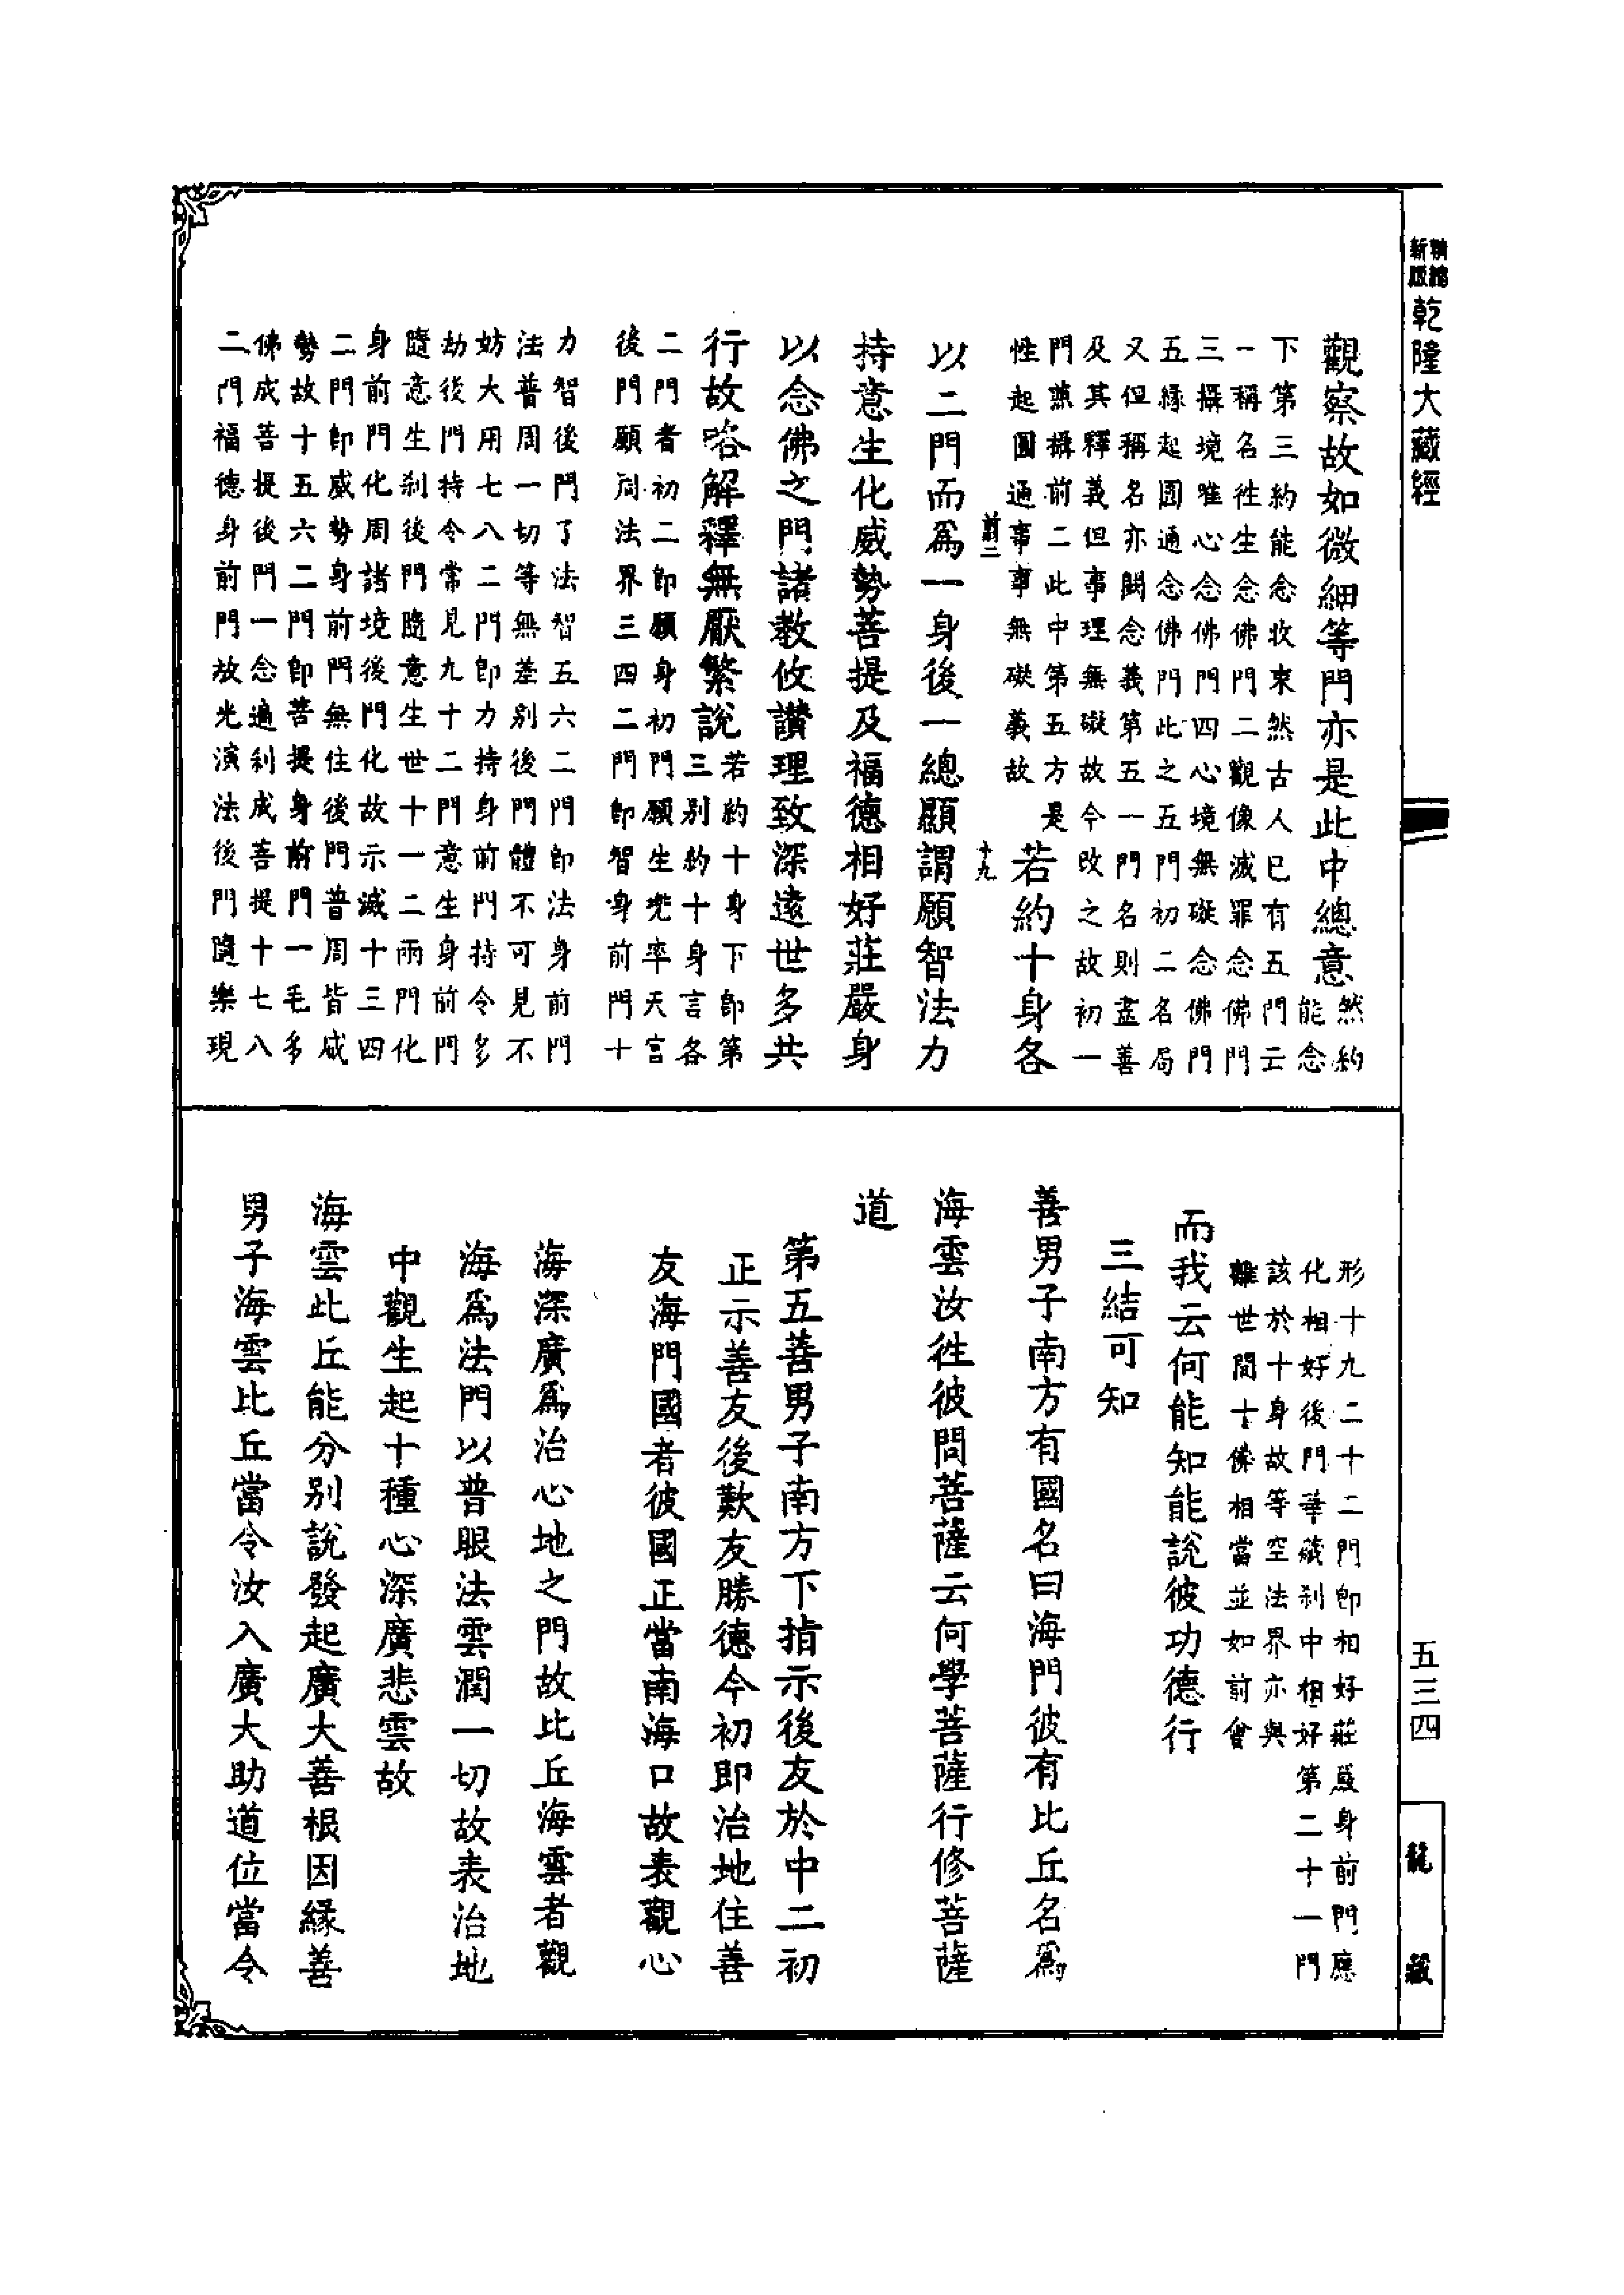 新版
精縮
乾隆大藏經
五三四
龍藏
觀察故如微細等門亦是此中總意
然約
能念
下第三約能念收束然古人已有五門云
一稱名徃生念佛門二觀像滅罪念佛門
三攝境唯心念佛門四心境無礙念佛門
五緣起圓通念佛門此之五門初二名局
又但稱名亦闕念義第五一門名則盡善
及其釋義但事理無礙故今改之故初一
門兼攝前二此中第五方是
性起圓通事事無礙義故
若約十身各
前二
十九
以二門而爲一身後一總顯謂願智法力
持意生化威勢菩提及福德相好莊嚴身
以念佛之門諸教攸讚理致深遠世多共
行故略解釋無厭繁說
若約十身下即第
三別約十身言各
二門者初二即願身初門願生兜率天宮
後門願周法界三四二門即智身前門十
力智後門了法智五六二門即法身前門
法普周一切等無差別後門體不可見不
妨大用七八二門即力持身前門持令多
劫後門持令常見九十二門意生身前門
隨意生刹後門隨意生世十一二兩門化
身前門化周諸境後門化故示滅十三四
二門即威勢身前門無住後門普周皆威
勢故十五六二門即菩提身前門一毛多
佛成菩提後門一念遍刹成菩提十七八
二門福德身前門放光演法後門隨樂現
形十九二十二門即相好莊嚴身前門應
化相好後門華藏刹中相好第二十一門
該於十身故等空法界亦與
離世間十佛相當並如前會
而我云何能知能說彼功德行
三結可知
善男子南方有國名曰海門彼有比丘名爲
海雲汝徃彼問菩薩云何學菩薩行修菩薩
道
第五善男子南方下指示後友於中二初
正示善友後歎友勝德今初即治地住善
友海門國者彼國正當南海口故表觀心
海深廣爲治心地之門故比丘海雲者觀
海爲法門以普眼法雲潤一切故表治地
中觀生起十種心深廣悲雲故
海雲比丘能分別說發起廣大善根因緣善
男子海雲比丘當令汝入廣大助道位當令